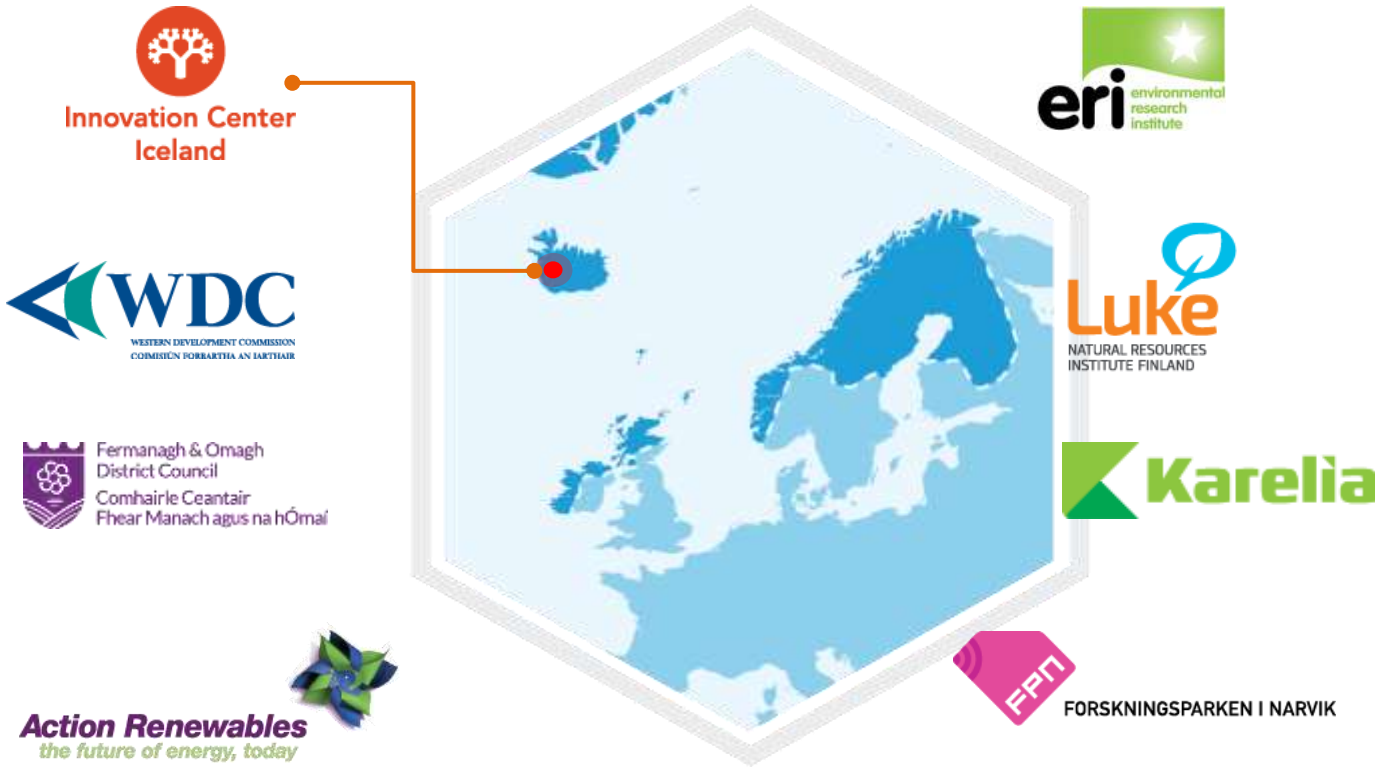 Innovation Center
Iceland
WDC
WESTERN DEVELOPMENT COMMISSION
COIMISIÚN FORBARTHA AN IARTHAIR
Fermanagh & Omagh
District Council
Comhairle Ceantair
Fhear Manach agus na hÓmaí
Action Renewables
the future of energy, today
eri
environmental
research
institute
Luke
NATURAL RESOURCES
INSTITUTE FINLAND
Karelia
FPN
FORSKNINGSPARKEN I NARVIK